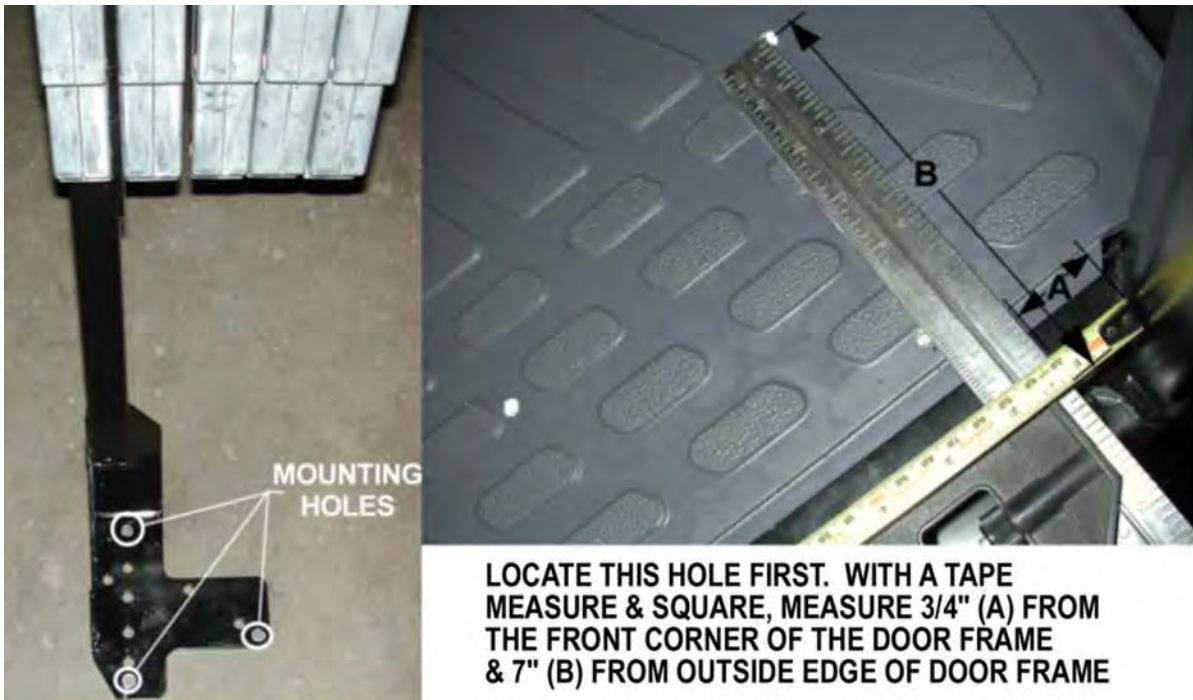 MOUNTING
HOLES
B
A
LOCATE THIS HOLE FIRST. WITH A TAPE
MEASURE & SQUARE, MEASURE 3/4" (A) FROM
THE FRONT CORNER OF THE DOOR FRAME
& 7" (B) FROM OUTSIDE EDGE OF DOOR FRAME